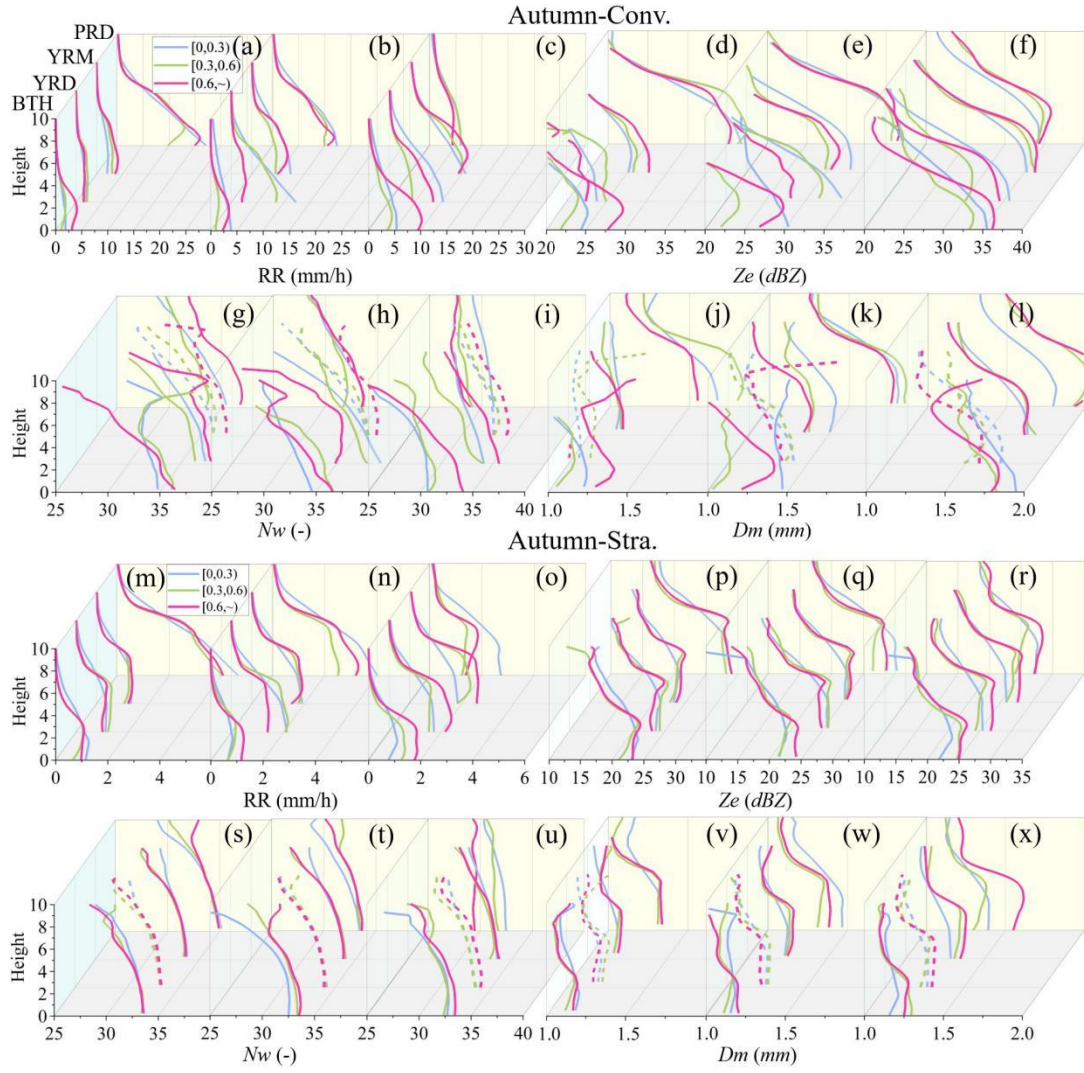 Autumn-Conv.
PRD
YRM
YRD
BTH
[0,0.3)
[0.3,0.6)
[0.6,~)
(a) (b) (c) (d) (e) (f)
Height
10
8
6
4
2
0
0 5 10 15 20 25 0 5 10 15 20 25 0 5 10 15 20 25 30
20 25 30 35 20 25 30 35 20 25 30 35 40
RR (mm/h)
Ze (dBZ)
(g) (h) (i) (j) (k) (l)
Height
10
8
6
4
2
0
25 30 35 25 30 35 25 30 35 40
1.0 1.5 1.0 1.5 1.0 1.5 2.0
Nw (-)
Dm (mm)
Autumn-Stra.
[0,0.3)
[0.3,0.6)
[0.6,~)
(m) (n) (o) (p) (q) (r)
Height
10
8
6
4
2
0
0 2 4 0 2 4 0 2 4 6
10 15 20 25 30 10 15 20 25 30 10 15 20 25 30 35
RR (mm/h)
Ze (dBZ)
(s) (t) (u) (v) (w) (x)
Height
10
8
6
4
2
0
25 30 35 25 30 35 25 30 35 40
1.0 1.5 1.0 1.5 1.0 1.5 2.0
Nw (-)
Dm (mm)